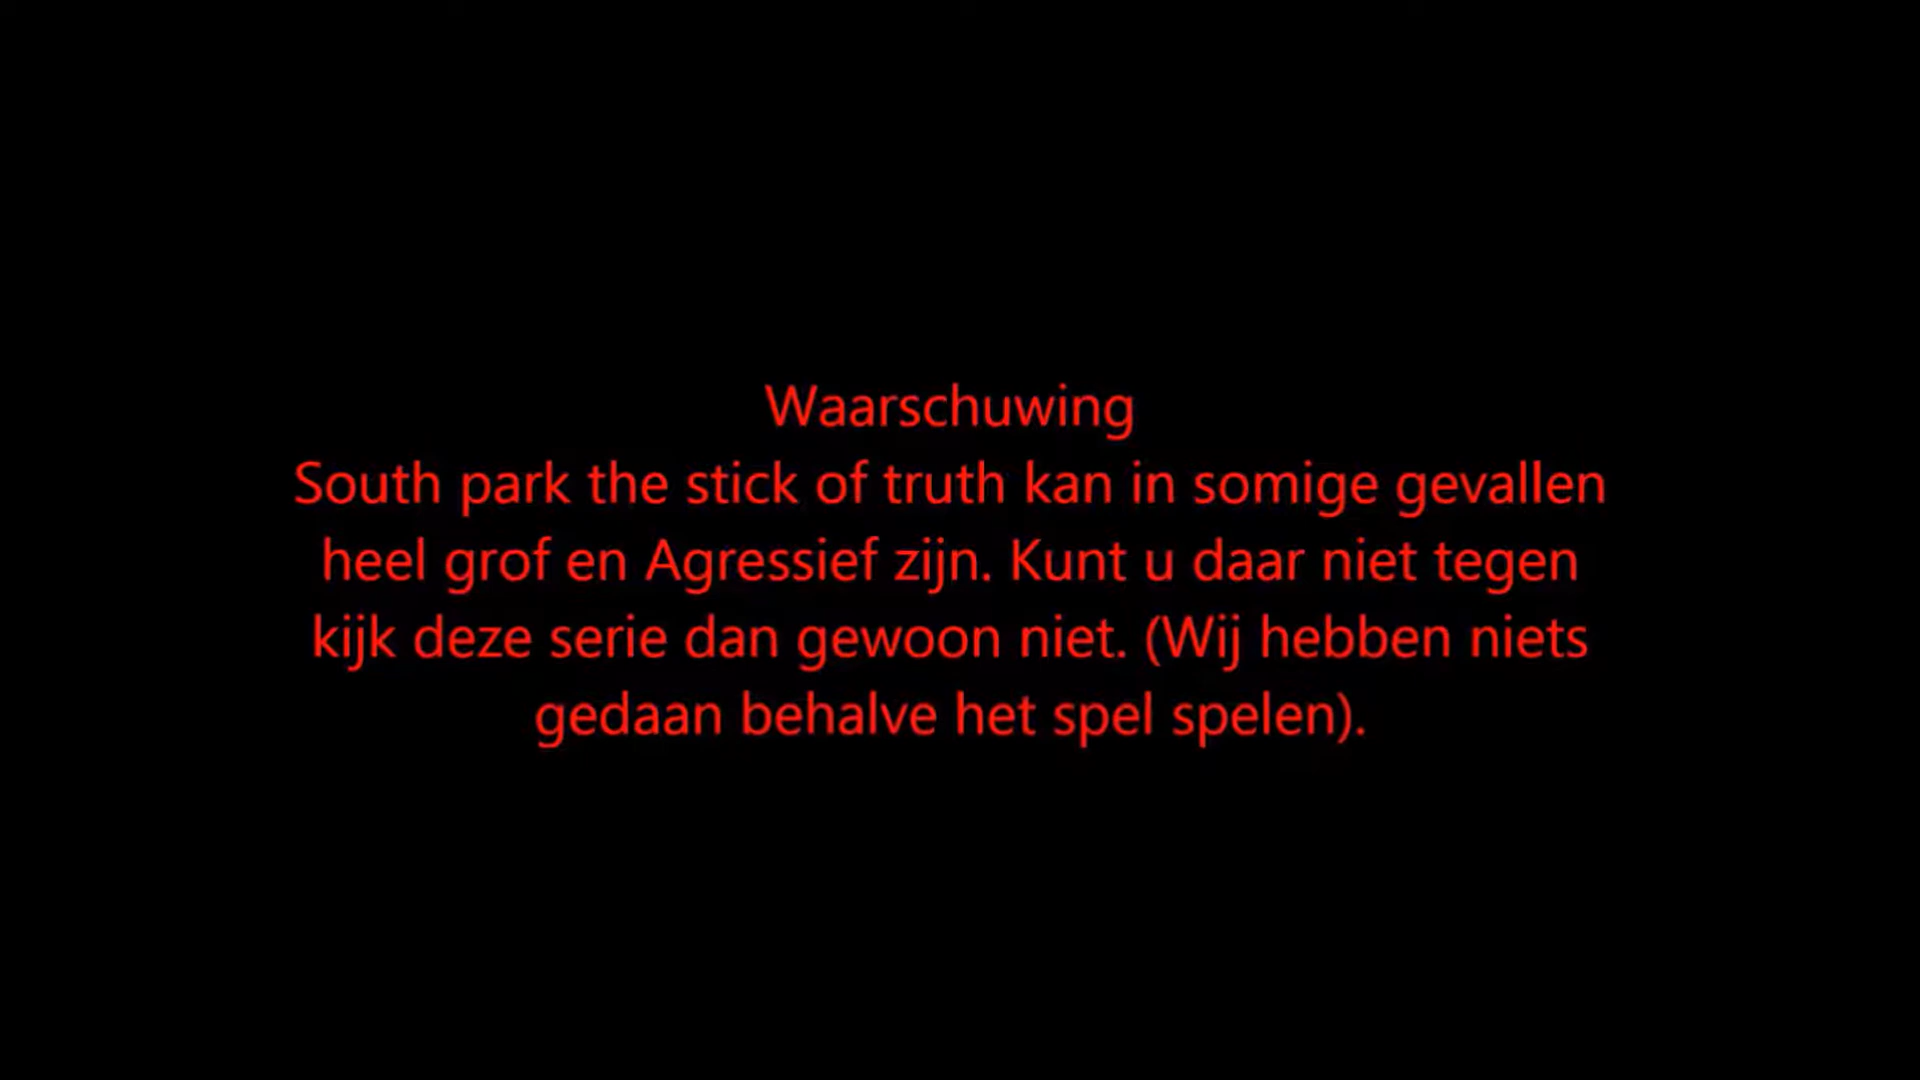 Waarschuwing
South park the stick of truth kan in somige gevallen
heel grof en Agressief zijn. Kunt u daar niet tegen
kijk deze serie dan gewoon niet. (Wij hebben niets
gedaan behalve het spel spelen).